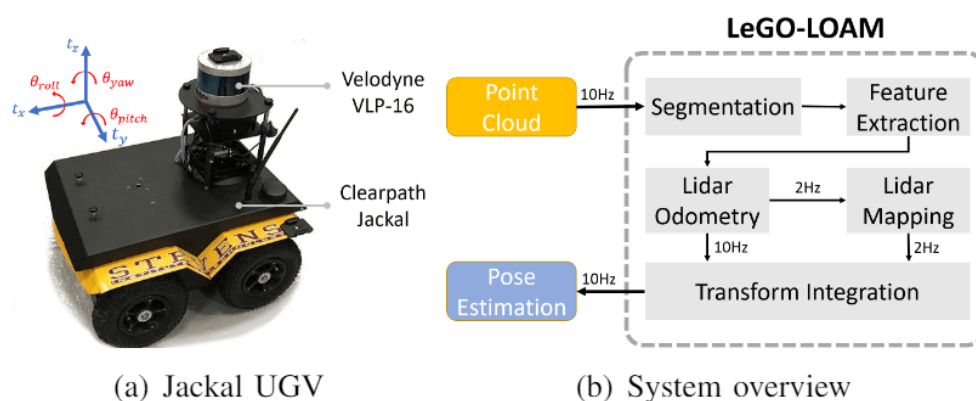 t_z
θ_roll
θ_yaw
t_x
θ_pitch
t_y
Velodyne
VLP-16
Clearpath
Jackal
STEVENS
(a) Jackal UGV
LeGO-LOAM
Point
Cloud
10Hz
Segmentation
Feature
Extraction
Lidar
Odometry
2Hz
Lidar
Mapping
10Hz
2Hz
Pose
Estimation
10Hz
Transform Integration
(b) System overview